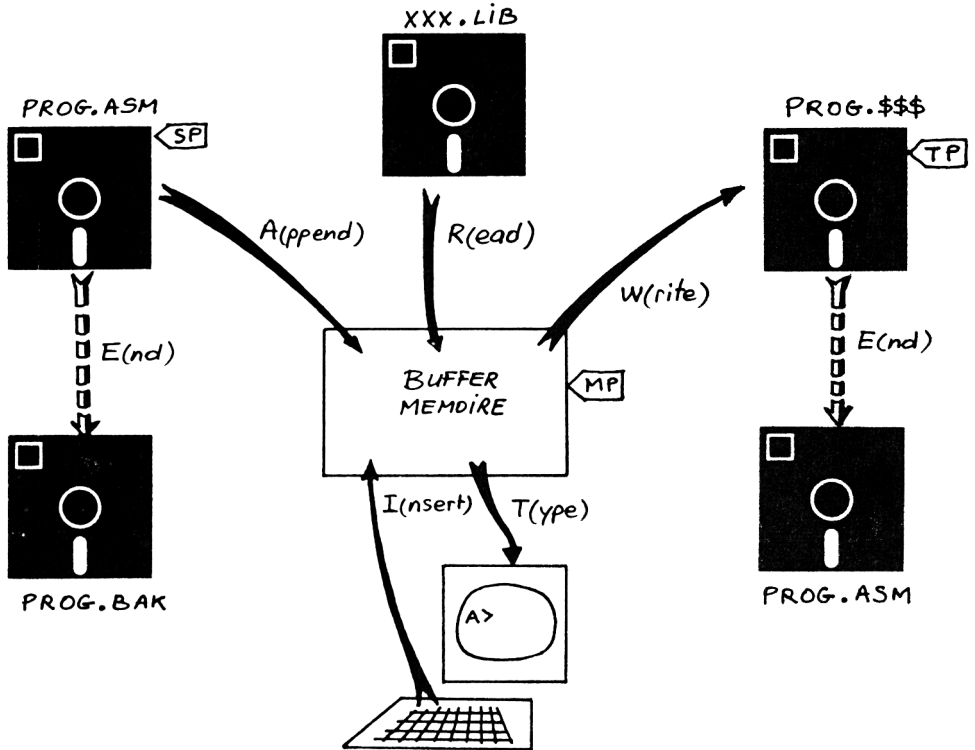 XXX.LIB
PROG.ASM
SP
PROG.$$$
TP
A(ppend)
R(ead)
W(rite)
E(nd)
E(nd)
BUFFER
MEMOIRE
MP
I(nsert)
T(ype)
PROG.BAK
PROG.ASM
A>